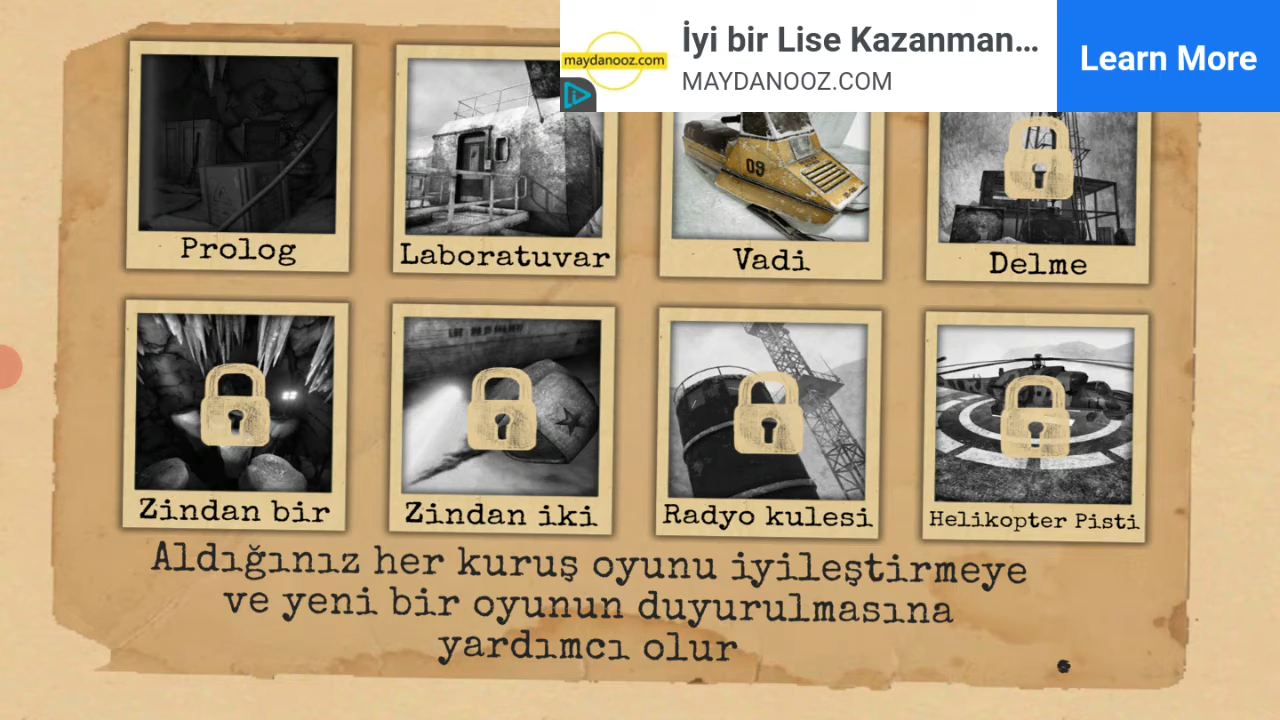 İyi bir Lise Kazanman...
maydanooz.com
MAYDANOOZ.COM
Learn More
09
Prolog
Laboratuvar
Vadi
Delme
Zindan bir
Zindan iki
Radyo kulesi
Helikopter Pisti
Aldığınız her kuruş oyunu iyileştirmeye
ve yeni bir oyunun duyurulmasına
yardımcı olur